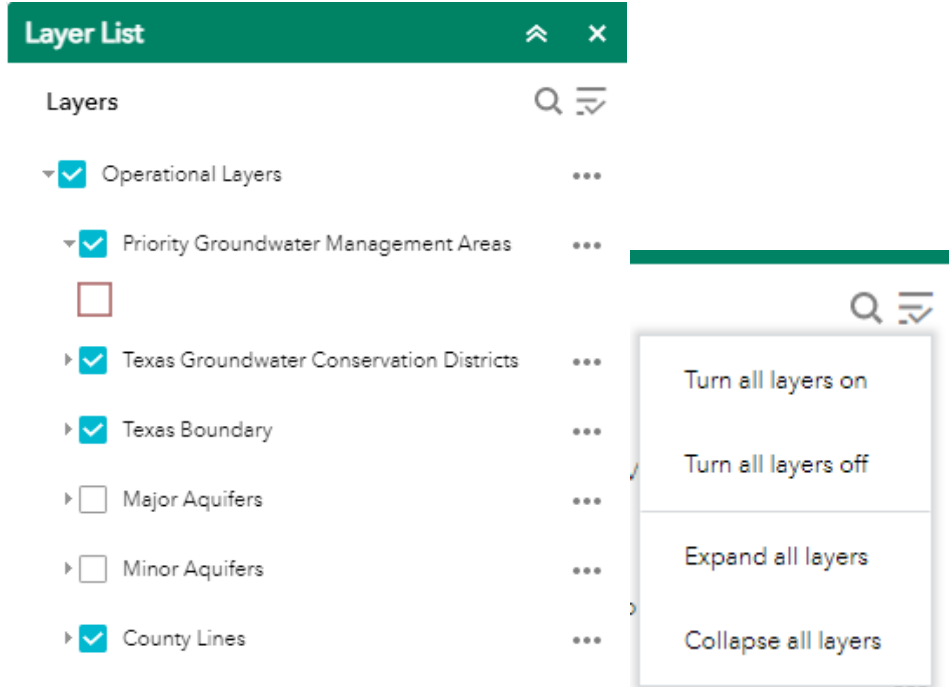 Layer List
Layers
Operational Layers
Priority Groundwater Management Areas
Texas Groundwater Conservation Districts
Texas Boundary
Major Aquifers
Minor Aquifers
County Lines
Turn all layers on
Turn all layers off
Expand all layers
Collapse all layers